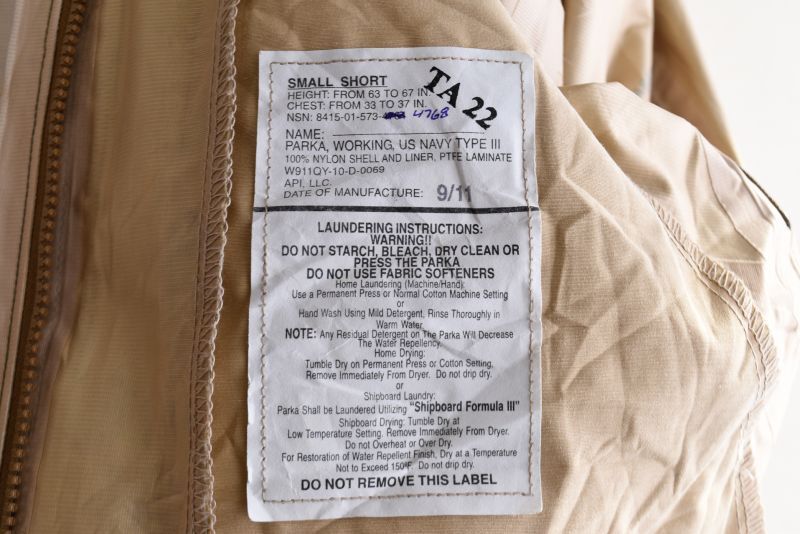 SMALL SHORT
HEIGHT: FROM 63 TO 67 IN.
CHEST: FROM 33 TO 37 IN.
NSN: 8415-01-573- 4768
TA 22
NAME:
PARKA, WORKING, US NAVY TYPE III
100% NYLON SHELL AND LINER, PTFE LAMINATE
W911QY-10-D-0069
API, LLC.
DATE OF MANUFACTURE: 9/11
LAUNDERING INSTRUCTIONS:
WARNING!!
DO NOT STARCH, BLEACH, DRY CLEAN OR
PRESS THE PARKA
DO NOT USE FABRIC SOFTENERS
Home Laundering (Machine/Hand):
Use a Permanent Press or Normal Cotton Machine Setting
or
Hand Wash Using Mild Detergent, Rinse Thoroughly in
Warm Water.
NOTE: Any Residual Detergent on The Parka Will Decrease
The Water Repellency.
Home Drying:
Tumble Dry on Permanent Press or Cotton Setting,
Remove Immediately From Dryer. Do not drip dry.
or
Shipboard Laundry:
Parka Shall be Laundered Utilizing "Shipboard Formula III"
Shipboard Drying: Tumble Dry at
Low Temperature Setting. Remove Immediately From Dryer.
Do not Overheat or Over Dry.
For Restoration of Water Repellent Finish, Dry at a Temperature
Not to Exceed 150°F. Do not drip dry.
DO NOT REMOVE THIS LABEL